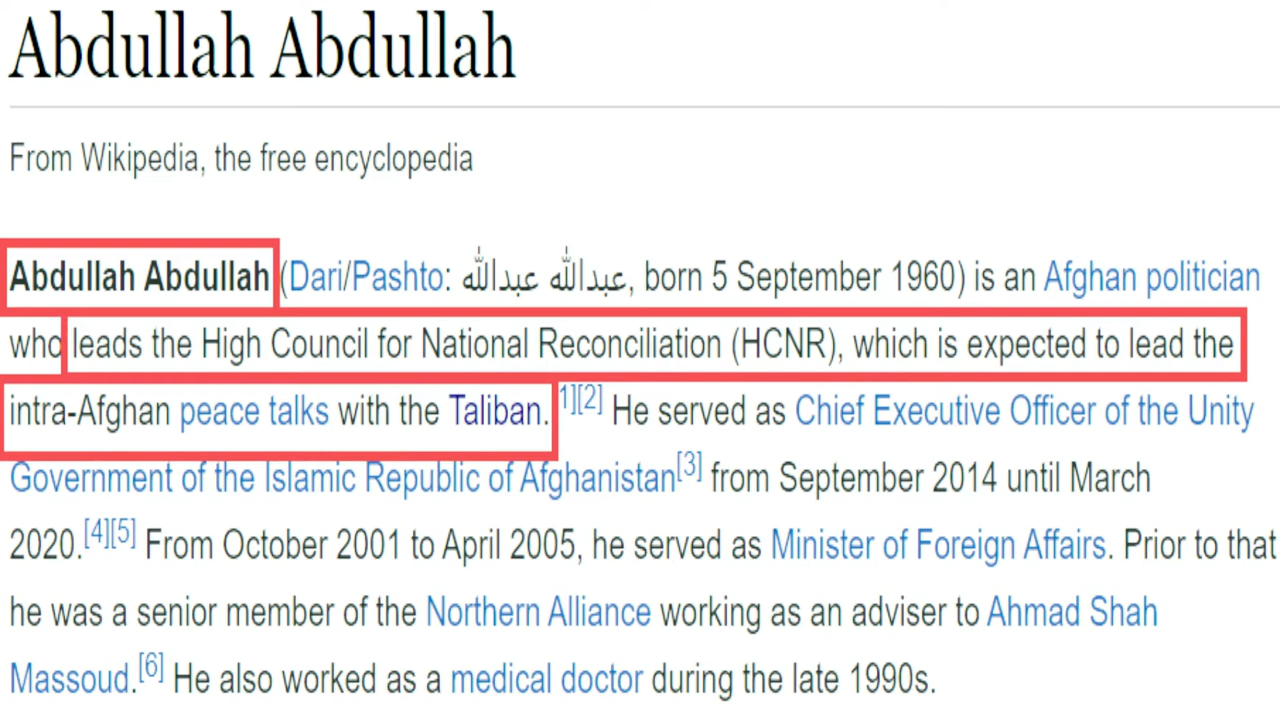 Abdullah Abdullah
From Wikipedia, the free encyclopedia
Abdullah Abdullah (Dari/Pashto: عبدالله عبدالله, born 5 September 1960) is an Afghan politician
who leads the High Council for National Reconciliation (HCNR), which is expected to lead the
intra-Afghan peace talks with the Taliban.1][2] He served as Chief Executive Officer of the Unity
Government of the Islamic Republic of Afghanistan[3] from September 2014 until March
2020.[4][5] From October 2001 to April 2005, he served as Minister of Foreign Affairs. Prior to that
he was a senior member of the Northern Alliance working as an adviser to Ahmad Shah
Massoud.[6] He also worked as a medical doctor during the late 1990s.